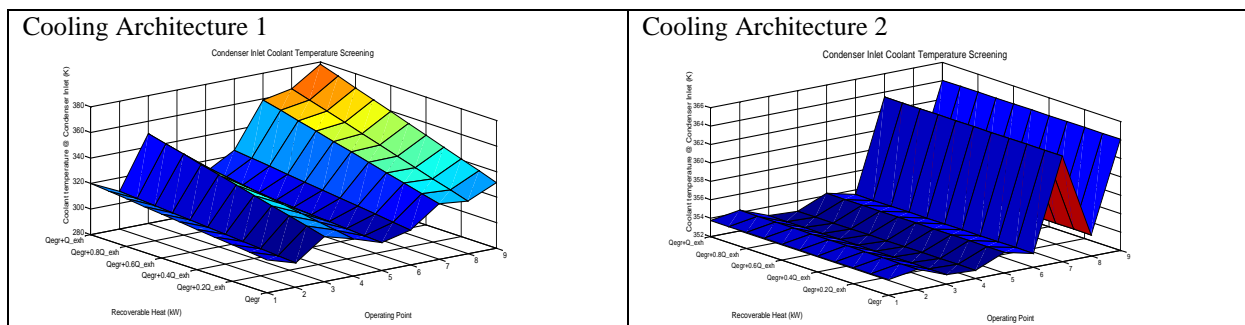 Cooling Architecture 1
Condenser Inlet Coolant Temperature Screening
Coolant temperature @ Condenser Inlet (K)
380
360
340
320
300
280
Qegr+Q_exh
Qegr+0.8Q_exh
Qegr+0.6Q_exh
Qegr+0.4Q_exh
Qegr+0.2Q_exh
Qegr
Recoverable Heat (kW)
1
2
3
4
5
6
7
8
9
Operating Point
Cooling Architecture 2
Condenser Inlet Coolant Temperature Screening
Coolant temperature @ Condenser Inlet (K)
366
364
362
360
358
356
354
352
Qegr+Q_exh
Qegr+0.8Q_exh
Qegr+0.6Q_exh
Qegr+0.4Q_exh
Qegr+0.2Q_exh
Qegr
Recoverable Heat (kW)
1
2
3
4
5
6
7
8
9
Operating Point